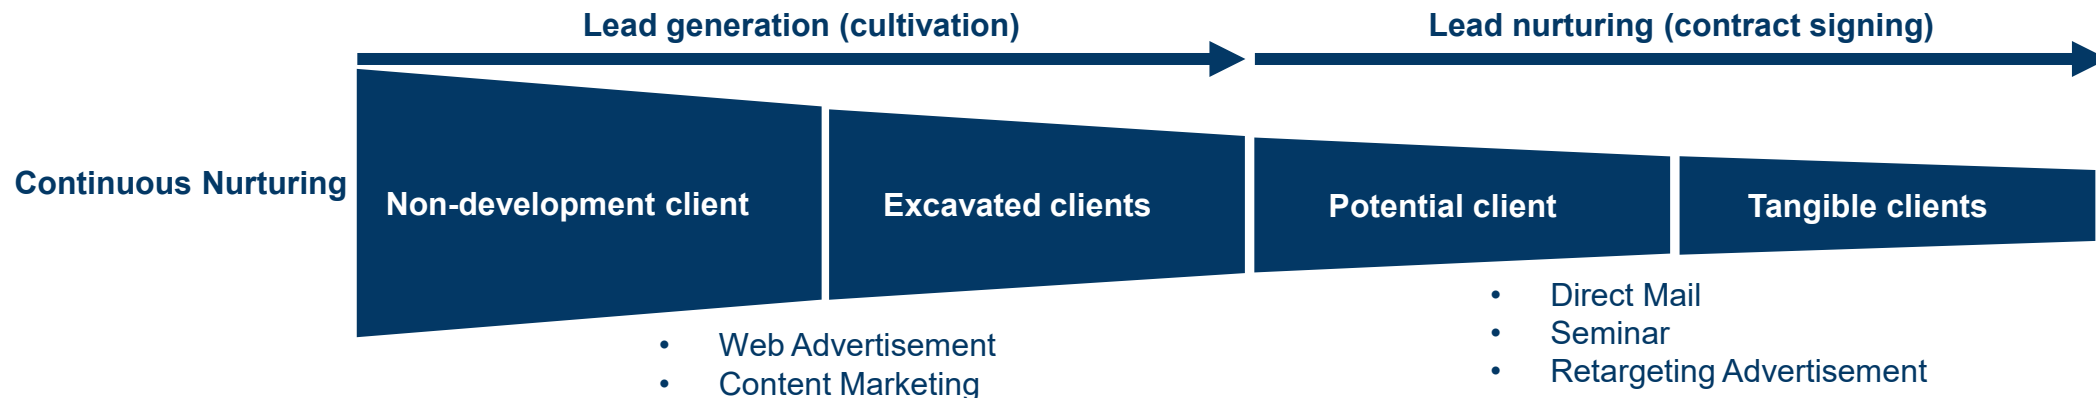 Lead generation (cultivation)
Lead nurturing (contract signing)
Continuous Nurturing
Non-development client
Excavated clients
Potential client
Tangible clients
• Web Advertisement
• Content Marketing
• Direct Mail
• Seminar
• Retargeting Advertisement